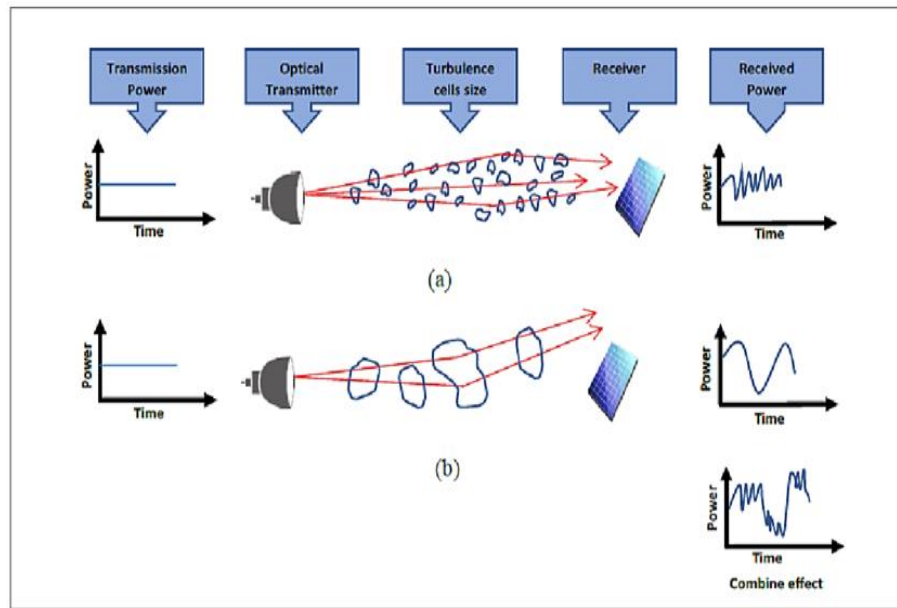 Transmission
Power
Optical
Transmitter
Turbulence
cells size
Receiver
Received
Power
Power
Time
Power
Time
(a)
Power
Time
Power
Time
(b)
Power
Time
Combine effect